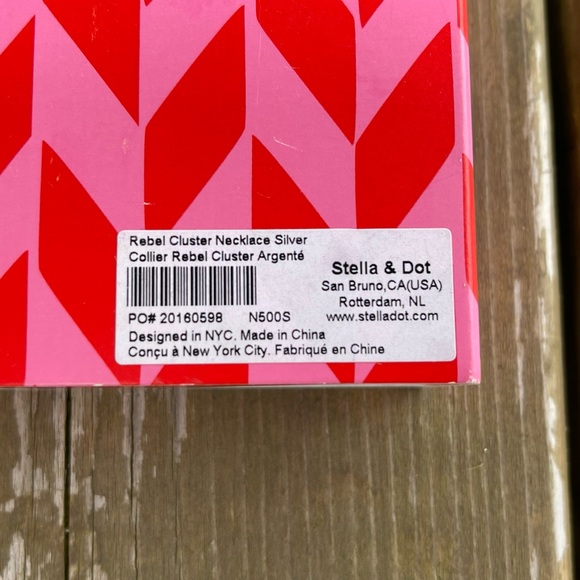 Rebel Cluster Necklace Silver
Collier Rebel Cluster Argenté
PO# 20160598 N500S
Designed in NYC. Made in China
Conçu à New York City. Fabriqué en Chine
Stella & Dot
San Bruno,CA(USA)
Rotterdam, NL
www.stelladot.com